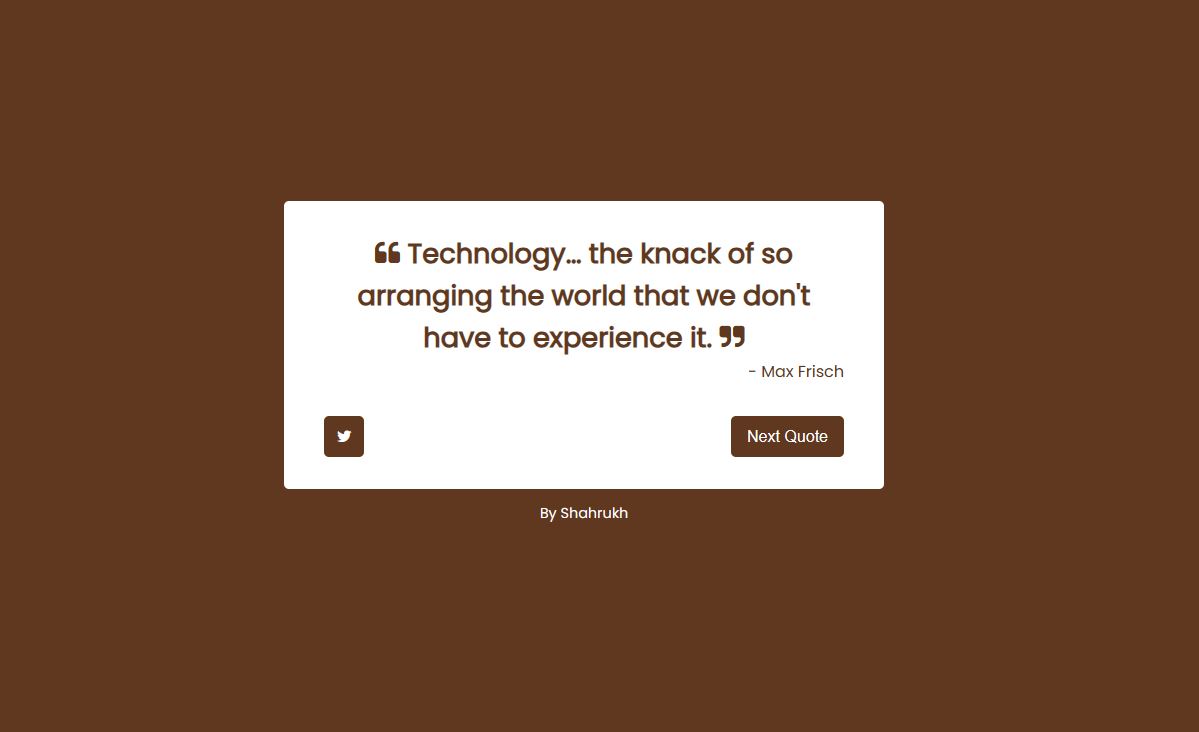 “ Technology... the knack of so
arranging the world that we don't
have to experience it. ”
- Max Frisch
Next Quote
By Shahrukh